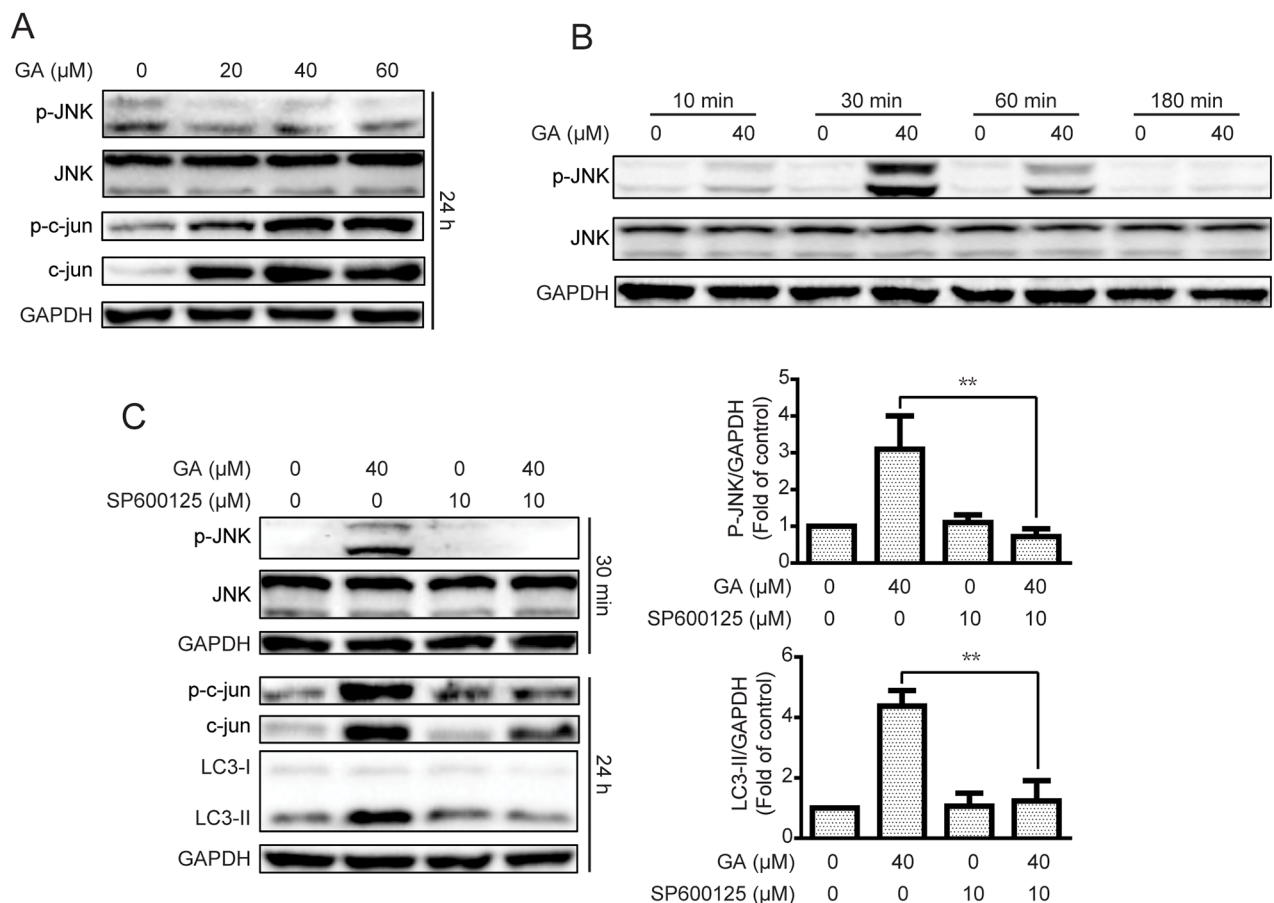 A
GA (µM) 0 20 40 60
p-JNK
JNK
p-c-jun
c-jun
GAPDH
24 h
B
10 min 30 min 60 min 180 min
GA (µM) 0 40 0 40 0 40 0 40
p-JNK
JNK
GAPDH
C
GA (µM) 0 40 0 40
SP600125 (µM) 0 0 10 10
p-JNK
JNK
GAPDH
30 min
p-c-jun
c-jun
LC3-I
LC3-II
GAPDH
24 h
P-JNK/GAPDH
(Fold of control)
5
4
3
2
1
0
**
GA (µM) 0 40 0 40
SP600125 (µM) 0 0 10 10
LC3-II/GAPDH
(Fold of control)
6
4
2
0
**
GA (µM) 0 40 0 40
SP600125 (µM) 0 0 10 10